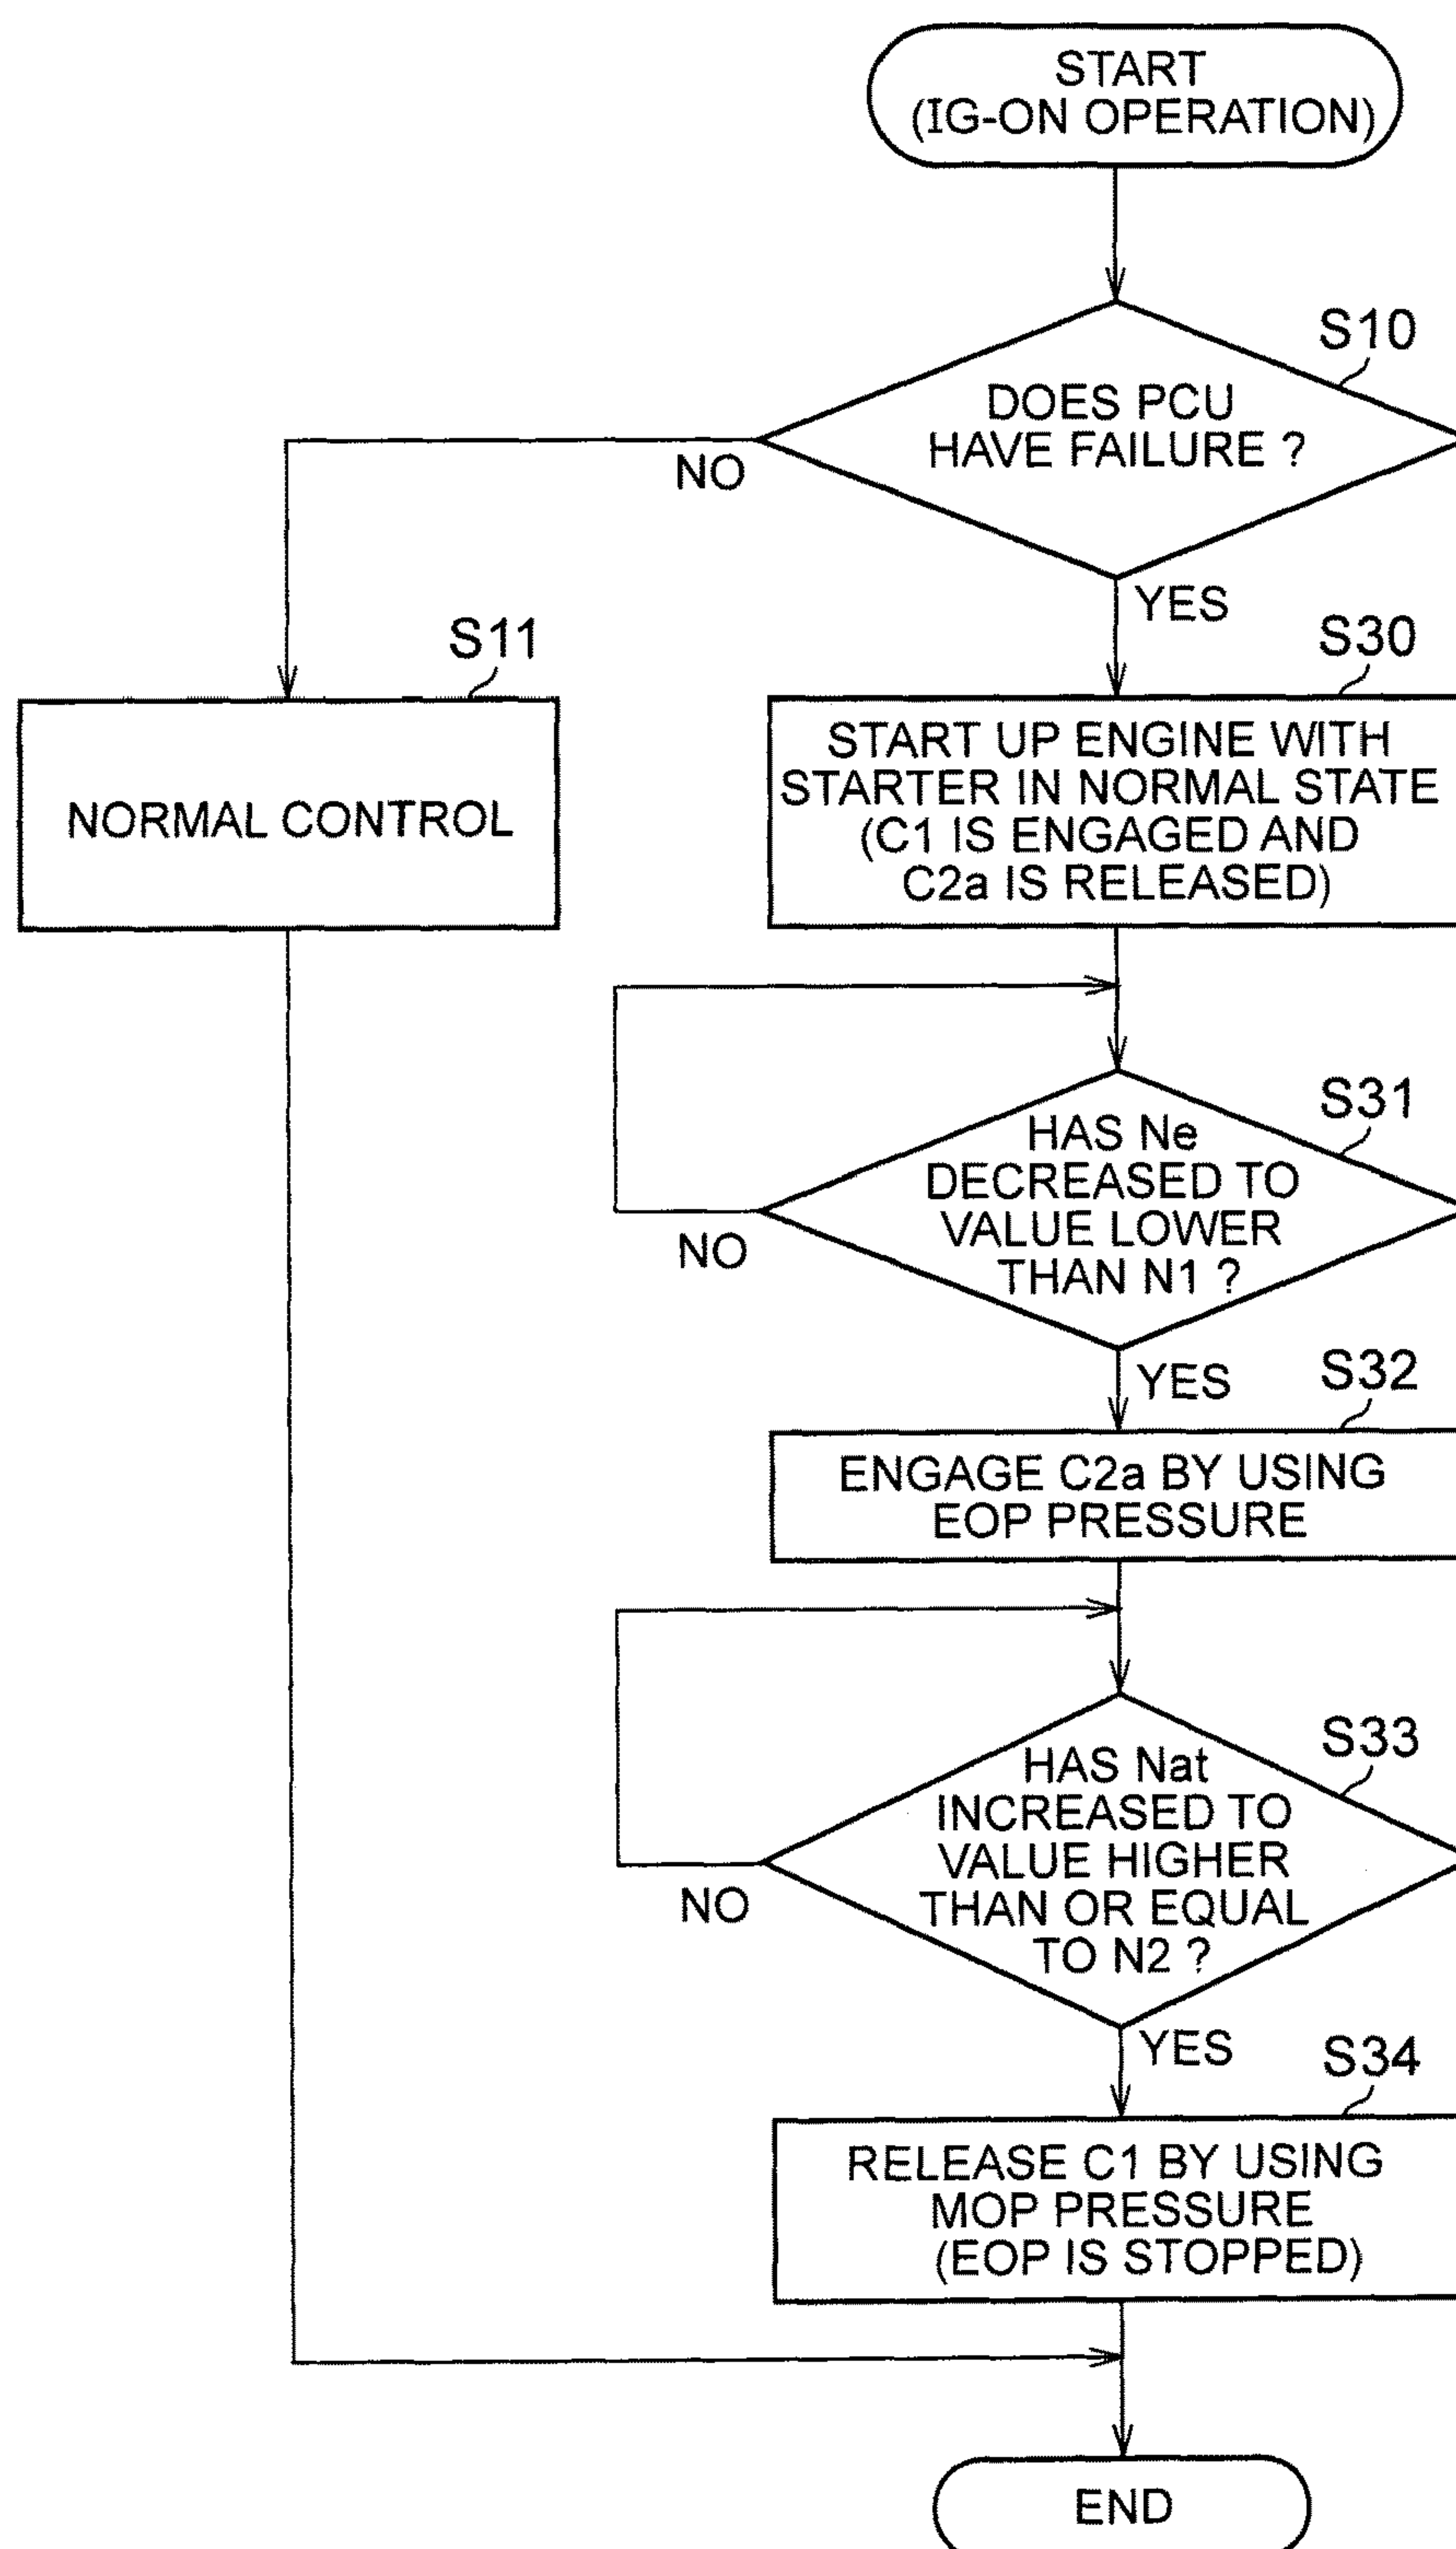 START
(IG-ON OPERATION)
S10
DOES PCU
HAVE FAILURE ?
NO
YES
S11
NORMAL CONTROL
S30
START UP ENGINE WITH
STARTER IN NORMAL STATE
(C1 IS ENGAGED AND
C2a IS RELEASED)
S31
HAS Ne
DECREASED TO
VALUE LOWER
THAN N1 ?
NO
YES
S32
ENGAGE C2a BY USING
EOP PRESSURE
S33
HAS Nat
INCREASED TO
VALUE HIGHER
THAN OR EQUAL
TO N2 ?
NO
YES
S34
RELEASE C1 BY USING
MOP PRESSURE
(EOP IS STOPPED)
END